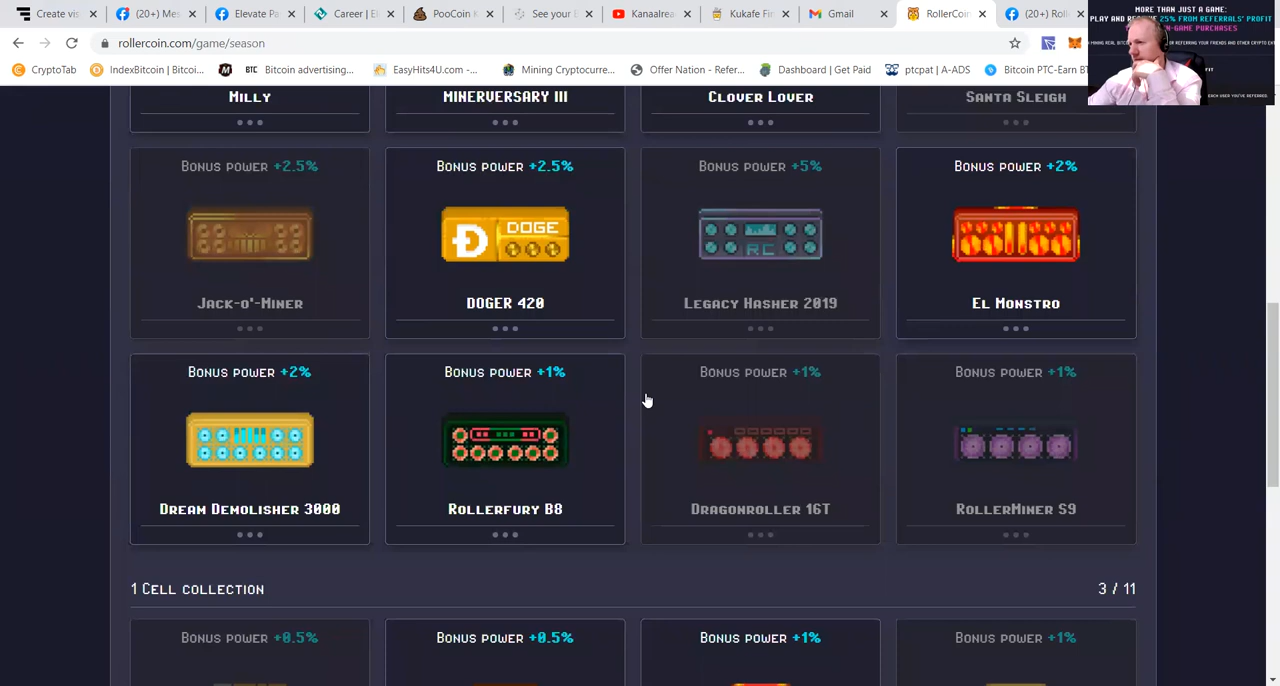 Create vis
(20+) Mes
Elevate Pa
Career | El
PooCoin K
See your E
Kanaalrea
Kukafe Fin
Gmail
RollerCoin
(20+) Roll
rollercoin.com/game/season
CryptoTab
IndexBitcoin | Bitcoi...
BTC Bitcoin advertising...
EasyHits4U.com -...
Mining Cryptocurre...
Offer Nation - Refer...
Dashboard | Get Paid
ptcpat | A-ADS
Bitcoin PTC-Earn BT
MORE THAN JUST A GAME:
PLAY AND RECEIVE 25% FROM REFERRALS' PROFIT
Milly
MINERVERSARY III
Clover Lover
Santa Sleigh
Bonus power +2.5%
Bonus power +2.5%
Bonus power +5%
Bonus power +2%
DOGE
RC
Jack-o'-Miner
DOGER 420
Legacy Hasher 2019
El Monstro
Bonus power +2%
Bonus power +1%
Bonus power +1%
Bonus power +1%
Dream Demolisher 3000
Rollerfury B8
Dragonroller 16T
RollerMiner S9
1 Cell collection
3 / 11
Bonus power +0.5%
Bonus power +0.5%
Bonus power +1%
Bonus power +1%